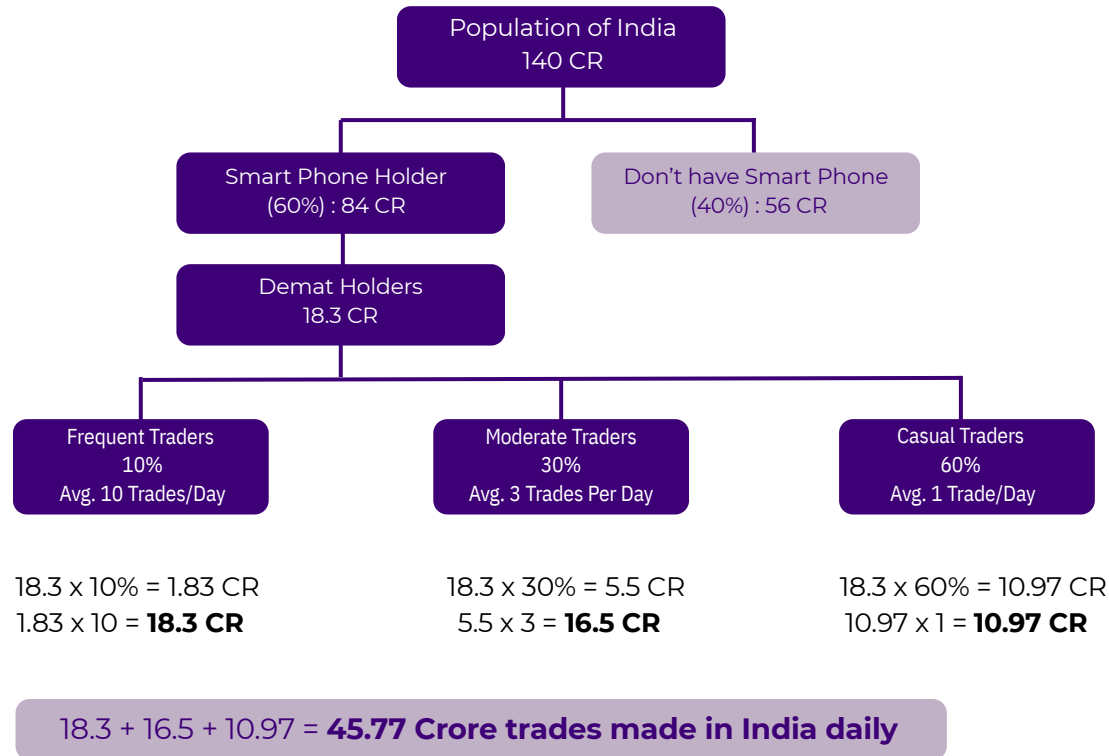 Population of India
140 CR
Smart Phone Holder
(60%) : 84 CR
Don’t have Smart Phone
(40%) : 56 CR
Demat Holders
18.3 CR
Frequent Traders
10%
Avg. 10 Trades/Day
Moderate Traders
30%
Avg. 3 Trades Per Day
Casual Traders
60%
Avg. 1 Trade/Day
18.3 x 10% = 1.83 CR
1.83 x 10 = 18.3 CR
18.3 x 30% = 5.5 CR
5.5 x 3 = 16.5 CR
18.3 x 60% = 10.97 CR
10.97 x 1 = 10.97 CR
18.3 + 16.5 + 10.97 = 45.77 Crore trades made in India daily